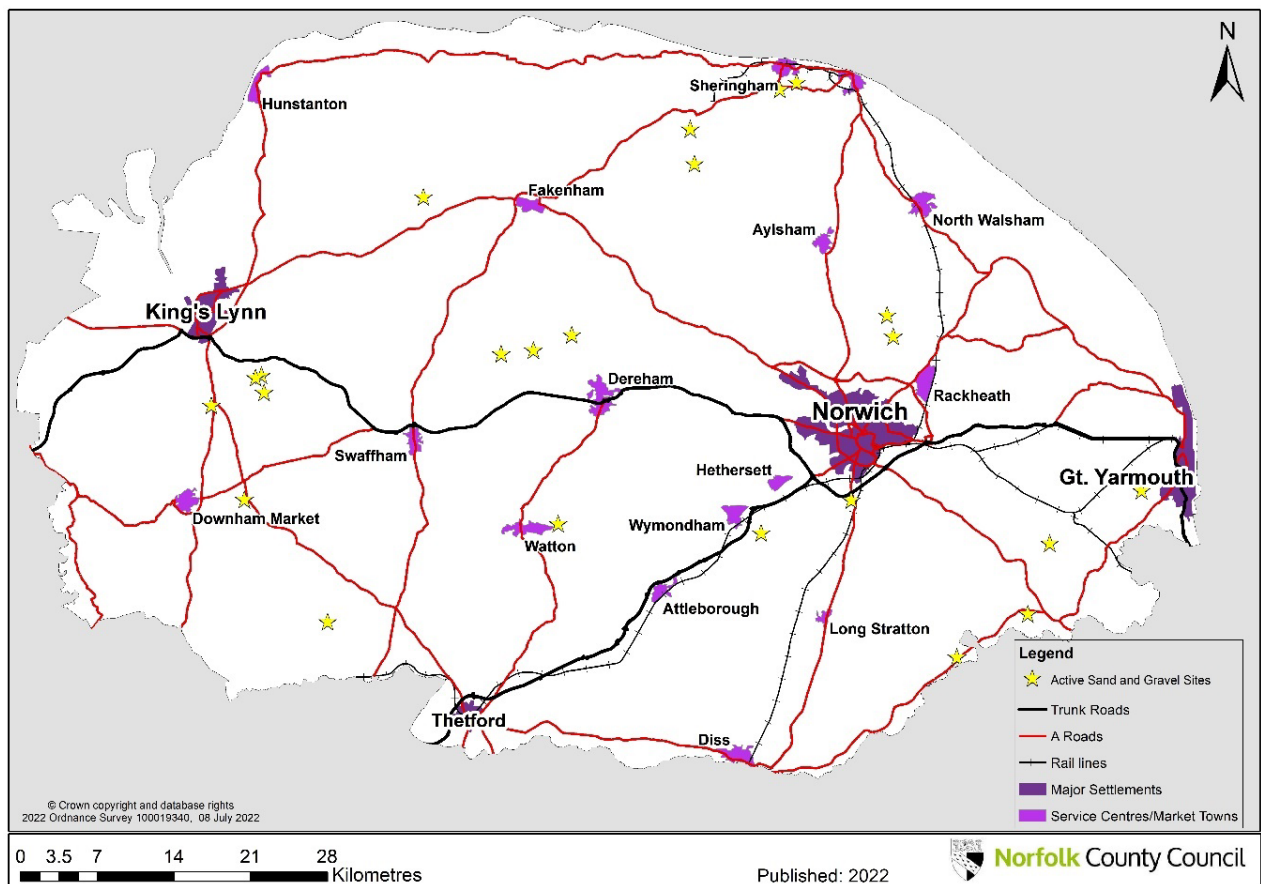 N
Sheringham
Hunstanton
Fakenham
North Walsham
Aylsham
King's Lynn
Dereham
Rackheath
Norwich
Swaffham
Hethersett
Gt. Yarmouth
Downham Market
Wymondham
Watton
Attleborough
Long Stratton
Thetford
Diss
Legend
Active Sand and Gravel Sites
Trunk Roads
A Roads
Rail lines
Major Settlements
Service Centres/Market Towns
© Crown copyright and database rights
2022 Ordnance Survey 100019340, 08 July 2022
0 3.5 7 14 21 28
Kilometres
Published: 2022
Norfolk County Council